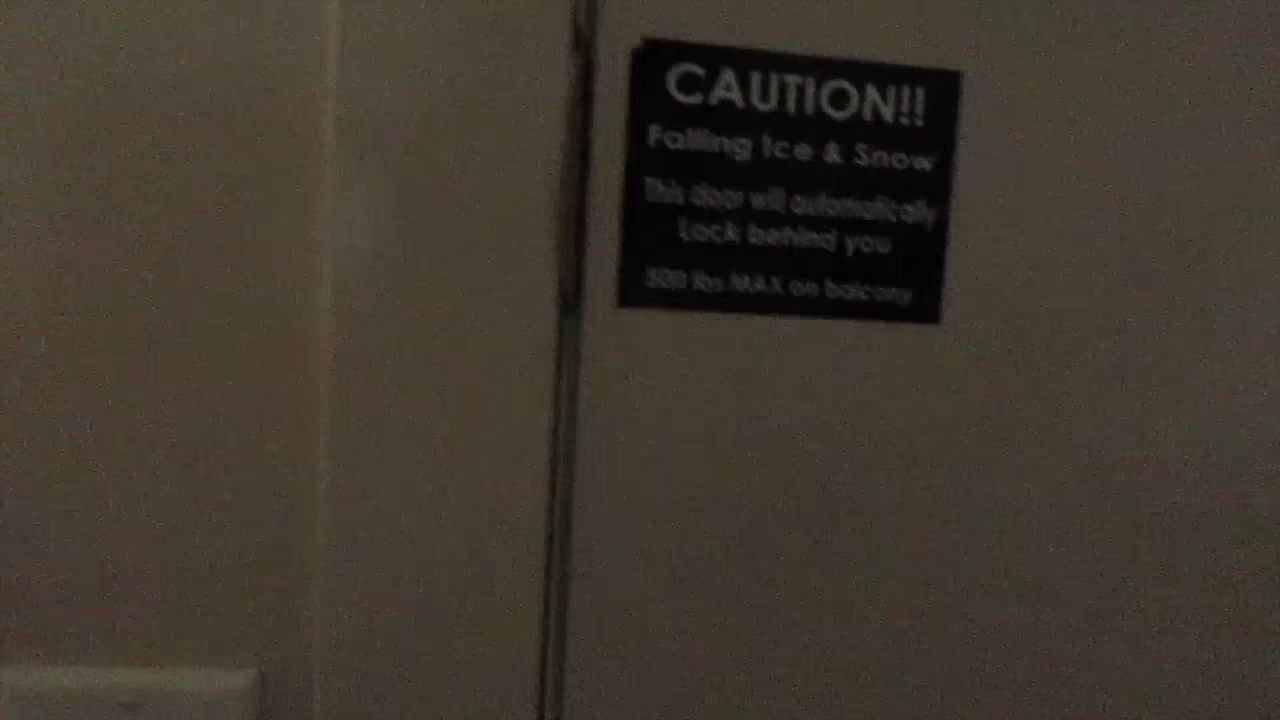 CAUTION!!
Falling Ice & Snow
This door will automatically
Lock behind you
500 lbs MAX on balcony